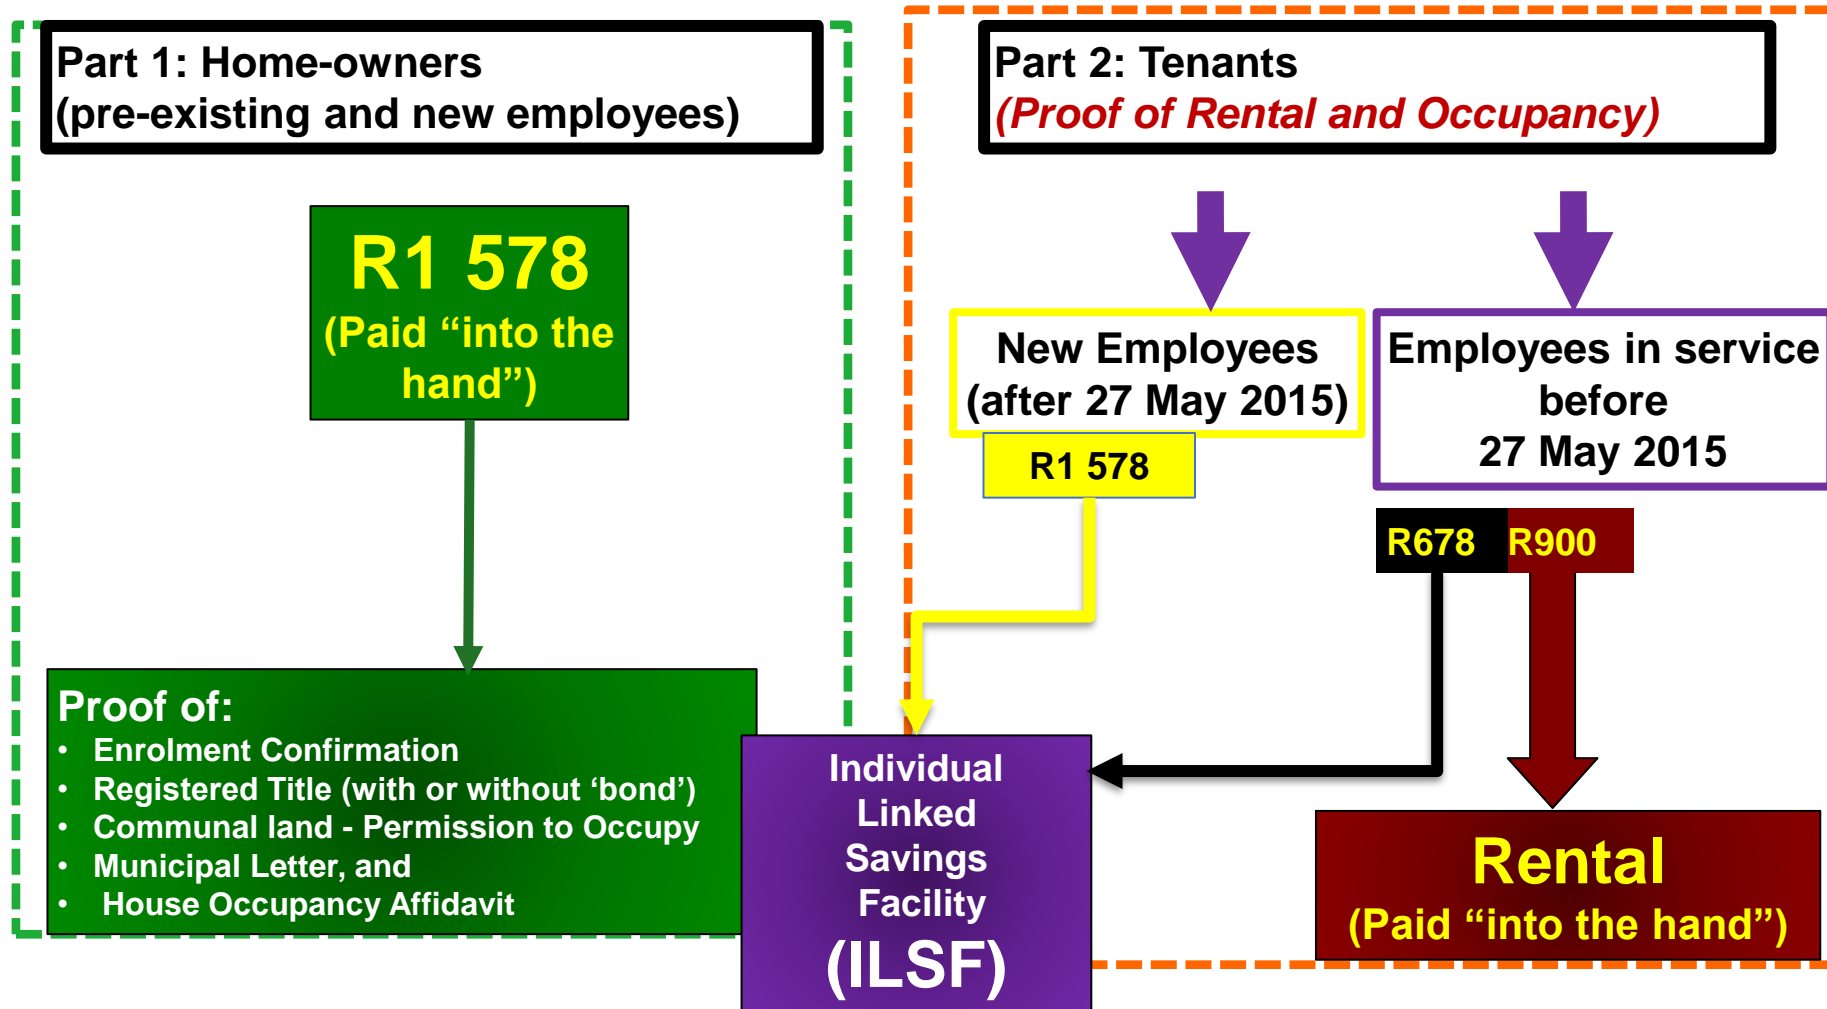 Part 1: Home-owners
(pre-existing and new employees)
R1 578
(Paid “into the
hand”)
Proof of:
• Enrolment Confirmation
• Registered Title (with or without ‘bond’)
• Communal land - Permission to Occupy
• Municipal Letter, and
• House Occupancy Affidavit
Part 2: Tenants
(Proof of Rental and Occupancy)
New Employees
(after 27 May 2015)
R1 578
Employees in service
before
27 May 2015
R678 R900
Individual
Linked
Savings
Facility
(ILSF)
Rental
(Paid “into the hand”)